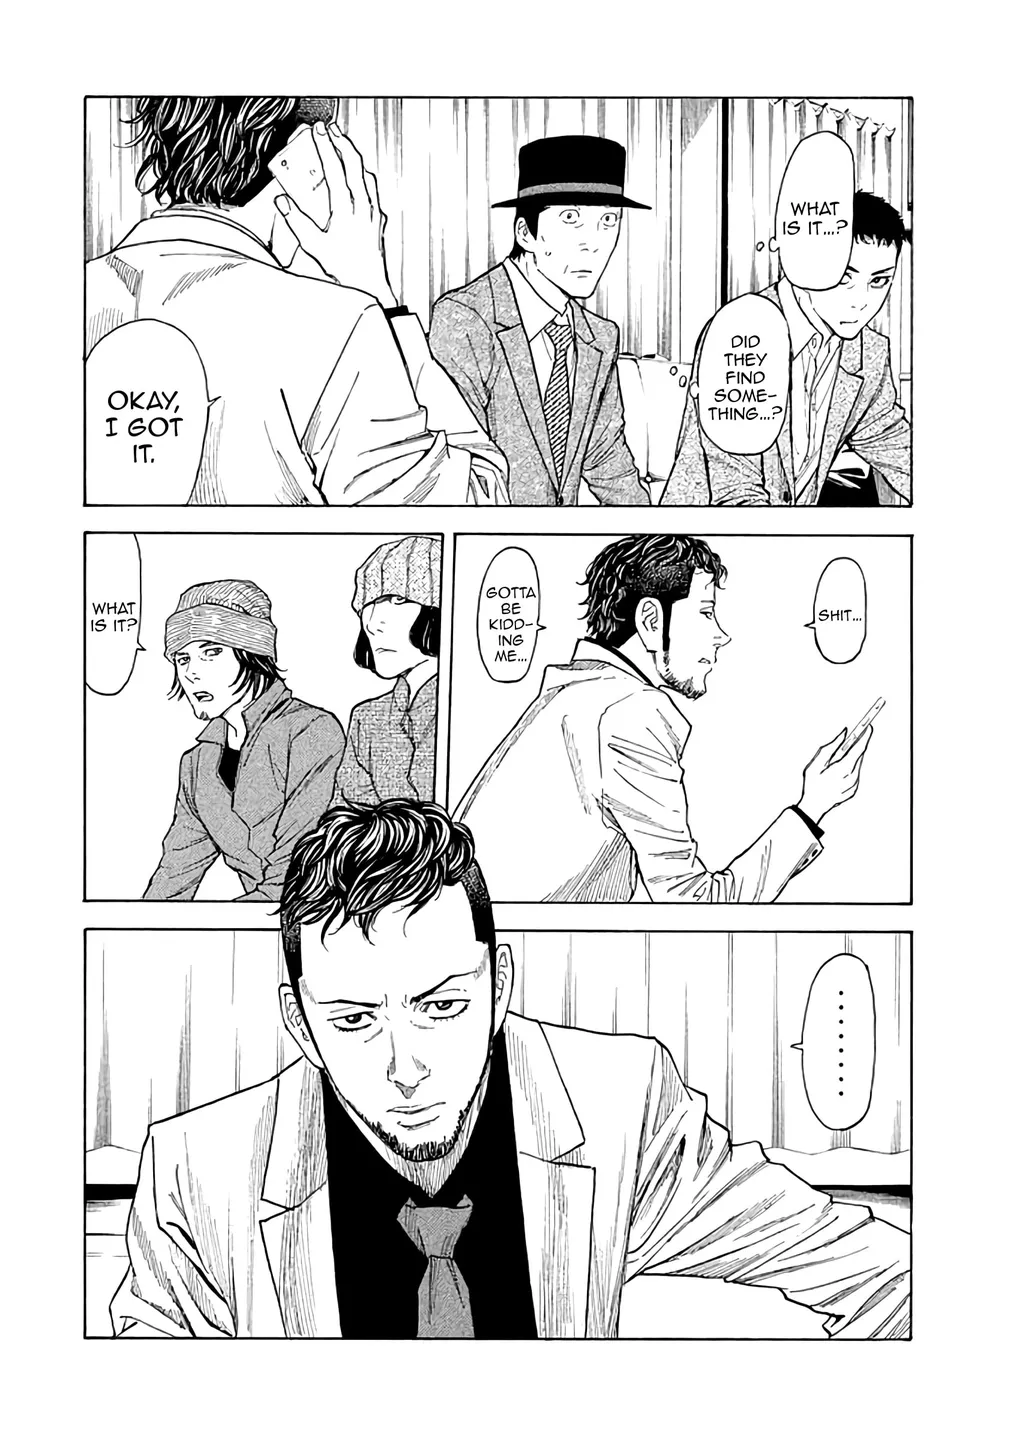 WHAT
IS IT...?
DID
THEY
FIND
SOME-
THING...?
OKAY,
I GOT
IT.
SHIT...
GOTTA
BE
KIDD-
ING
ME...
WHAT
IS IT?
.........